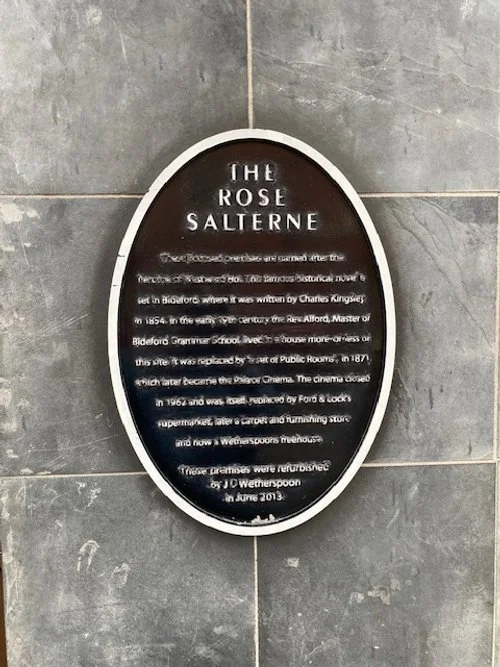 THE
ROSE
SALTERNE
These licensed premises are named after the
heroine of Westward Ho!. This famous historical novel is
set in Bideford, where it was written by Charles Kingsley,
in 1854. In the early 19th century the Rev. Alford, Master of
Bideford Grammar School, lived in a house more-or-less on
this site. It was replaced by 'a set of Public Rooms', in 1871,
which later became the Palace Cinema. The cinema closed
in 1962 and was, itself, replaced by Ford & Lock's
supermarket, later a carpet and furnishing store
and now a Wetherspoons freehouse.
These premises were refurbished
by J D Wetherspoon
in June 2013.